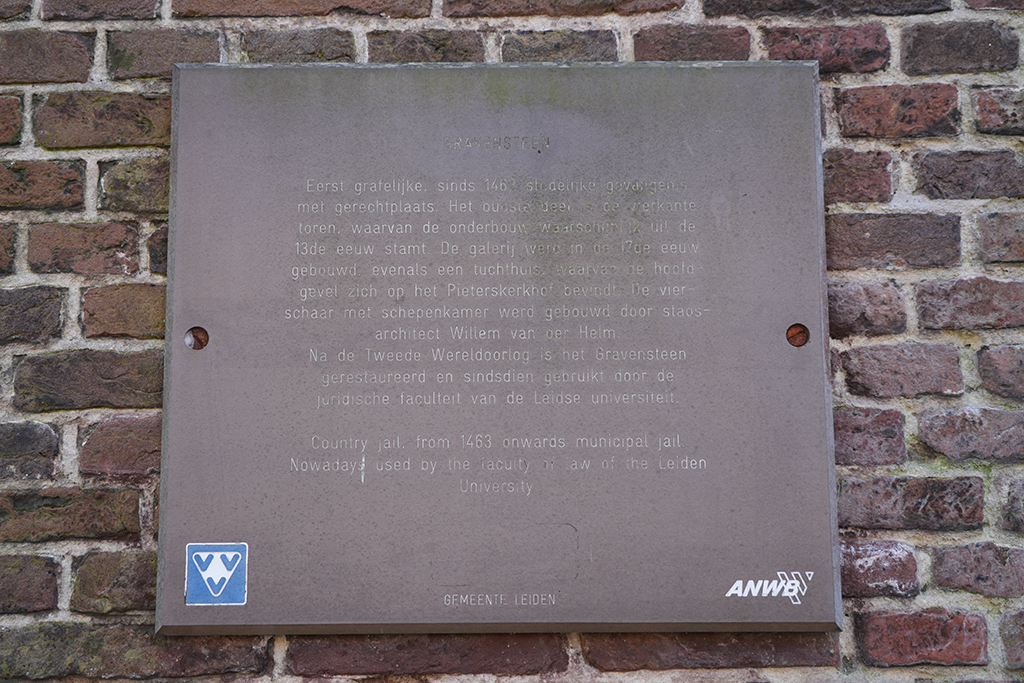 GRAVENSTEEN
Eerst grafelijke, sinds 1463 stedelijke gevangenis
met gerechtplaats. Het oudste deel is de vierkante
toren, waarvan de onderbouw waarschijnlijk uit de
13de eeuw stamt. De galerij werd in de 17de eeuw
gebouwd, evenals een tuchthuis, waarvan de hoofd-
gevel zich op het Pieterskerkhof bevindt. De vier-
schaar met schepenkamer werd gebouwd door stads-
architect Willem van der Helm.
Na de Tweede Wereldoorlog is het Gravensteen
gerestaureerd en sindsdien gebruikt door de
juridische faculteit van de Leidse universiteit.
Country jail, from 1463 onwards municipal jail.
Nowadays used by the faculty of law of the Leiden
University
VVV
GEMEENTE LEIDEN
ANWB